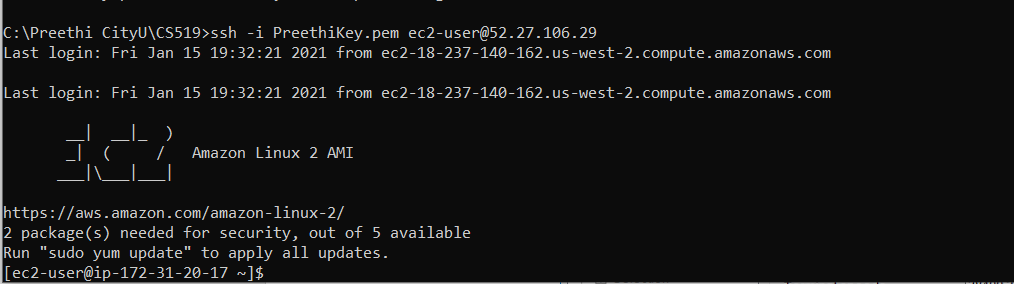 C:\Preethi CityU\CS519>ssh -i PreethiKey.pem ec2-user@52.27.106.29
Last login: Fri Jan 15 19:32:21 2021 from ec2-18-237-140-162.us-west-2.compute.amazonaws.com

Last login: Fri Jan 15 19:32:21 2021 from ec2-18-237-140-162.us-west-2.compute.amazonaws.com

       __|  __|_  )
       _|  (     /   Amazon Linux 2 AMI
      ___|\___|___|

https://aws.amazon.com/amazon-linux-2/
2 package(s) needed for security, out of 5 available
Run "sudo yum update" to apply all updates.
[ec2-user@ip-172-31-20-17 ~]$